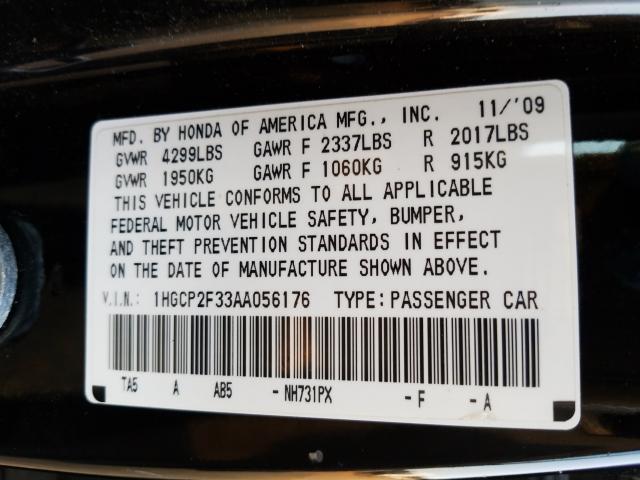 MFD. BY HONDA OF AMERICA MFG., INC. 11/'09
GVWR 4299LBS GAWR F 2337LBS R 2017LBS
GVWR 1950KG GAWR F 1060KG R 915KG
THIS VEHICLE CONFORMS TO ALL APPLICABLE
FEDERAL MOTOR VEHICLE SAFETY, BUMPER,
AND THEFT PREVENTION STANDARDS IN EFFECT
ON THE DATE OF MANUFACTURE SHOWN ABOVE.
V.I.N.: 1HGCP2F33AA056176 TYPE: PASSENGER CAR
TA5 A AB5 -NH731PX -F -A